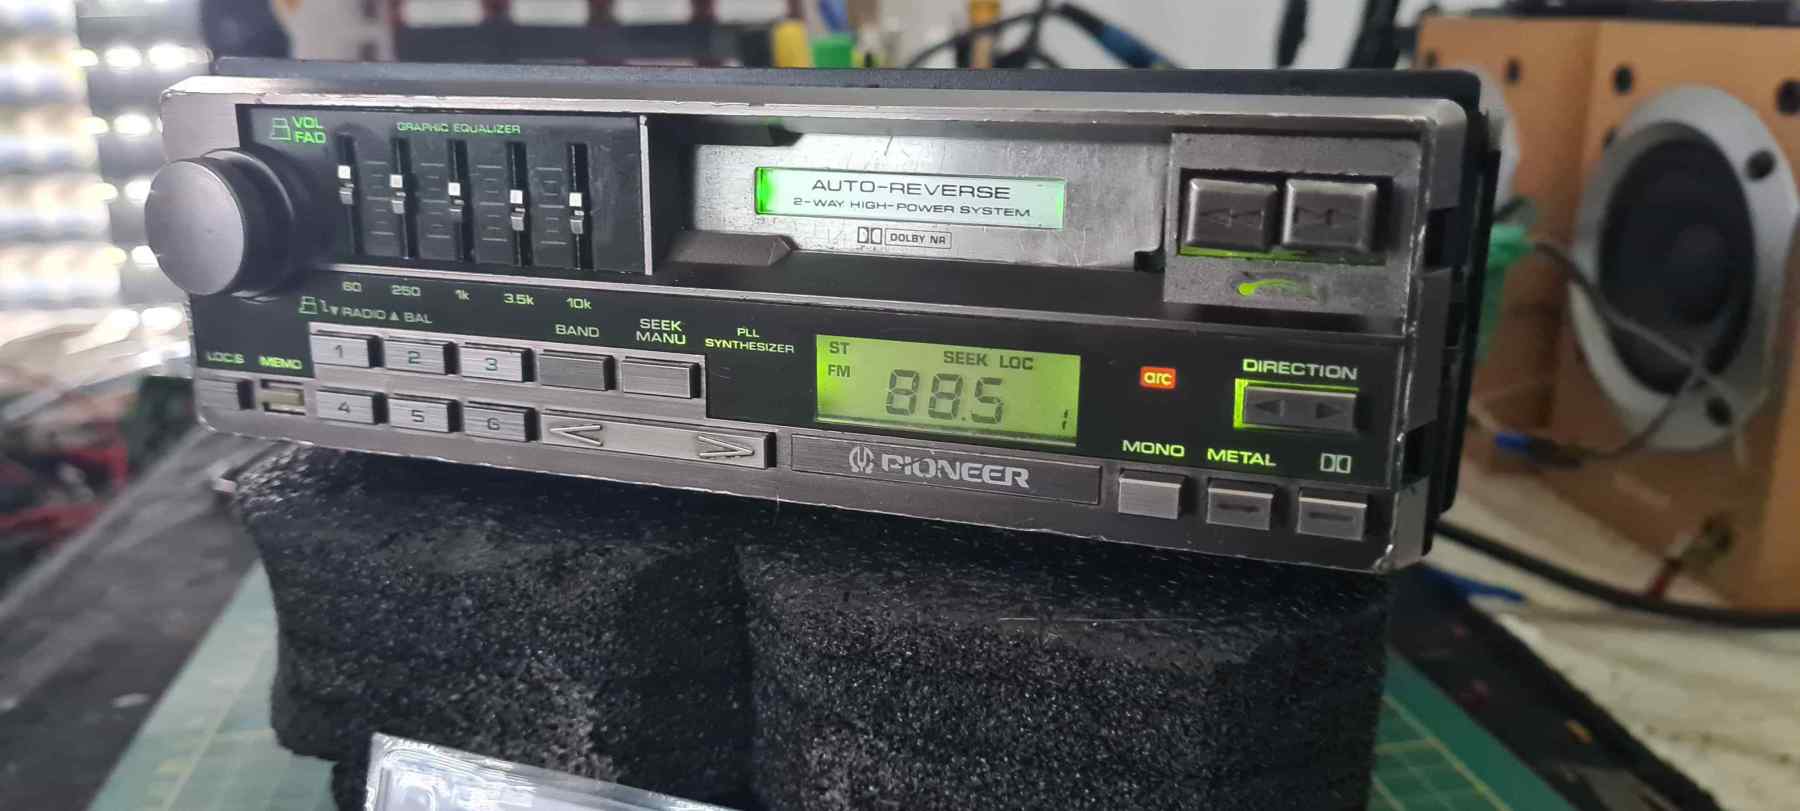 VOL
FAD
GRAPHIC EQUALIZER
60 250 1k 3.5k 10k
AUTO-REVERSE
2-WAY HIGH-POWER SYSTEM
DOLBY NR
RADIO BAL
BAND
SEEK
MANU
PLL
SYNTHESIZER
LOC/S
MEMO
1 2 3
4 5 6
ST
FM
SEEK LOC
88.5
1
arc
DIRECTION
PIONEER
MONO
METAL